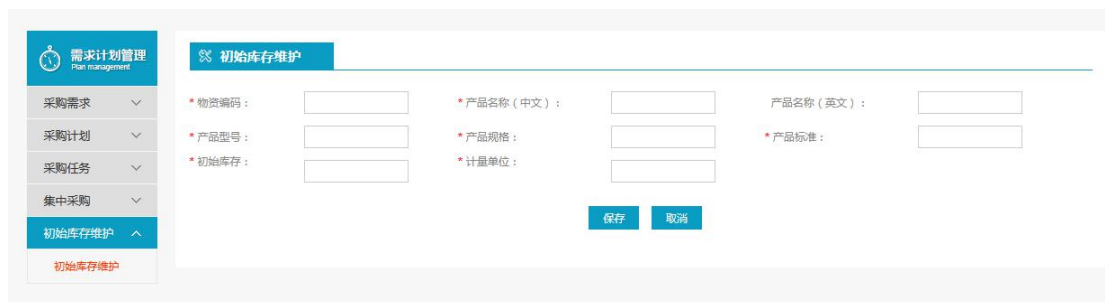 需求计划管理
Plan management
采购需求
采购计划
采购任务
集中采购
初始库存维护
初始库存维护
初始库存维护
* 物资编码： * 产品名称（中文）： 产品名称（英文）：
* 产品型号： * 产品规格： * 产品标准：
* 初始库存： * 计量单位：
保存 取消